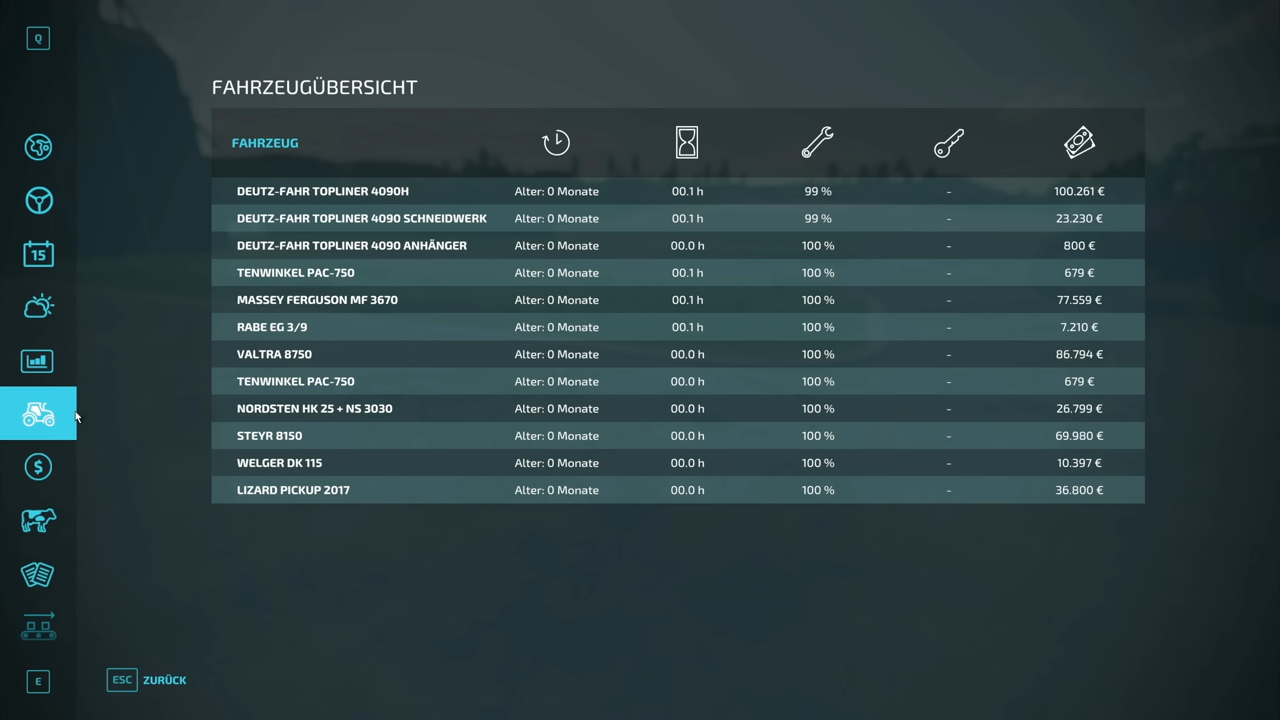 Q
FAHRZEUGÜBERSICHT
FAHRZEUG
DEUTZ-FAHR TOPLINER 4090H Alter: 0 Monate 00.1 h 99 % - 100.261 €
DEUTZ-FAHR TOPLINER 4090 SCHNEIDWERK Alter: 0 Monate 00.1 h 99 % - 23.230 €
DEUTZ-FAHR TOPLINER 4090 ANHÄNGER Alter: 0 Monate 00.0 h 100 % - 800 €
TENWINKEL PAC-750 Alter: 0 Monate 00.1 h 100 % - 679 €
MASSEY FERGUSON MF 3670 Alter: 0 Monate 00.1 h 100 % - 77.559 €
RABE EG 3/9 Alter: 0 Monate 00.1 h 100 % - 7.210 €
VALTRA 8750 Alter: 0 Monate 00.0 h 100 % - 86.794 €
TENWINKEL PAC-750 Alter: 0 Monate 00.0 h 100 % - 679 €
NORDSTEN HK 25 + NS 3030 Alter: 0 Monate 00.0 h 100 % - 26.799 €
STEYR 8150 Alter: 0 Monate 00.0 h 100 % - 69.980 €
WELGER DK 115 Alter: 0 Monate 00.0 h 100 % - 10.397 €
LIZARD PICKUP 2017 Alter: 0 Monate 00.0 h 100 % - 36.800 €
15
$
E
ESC ZURÜCK